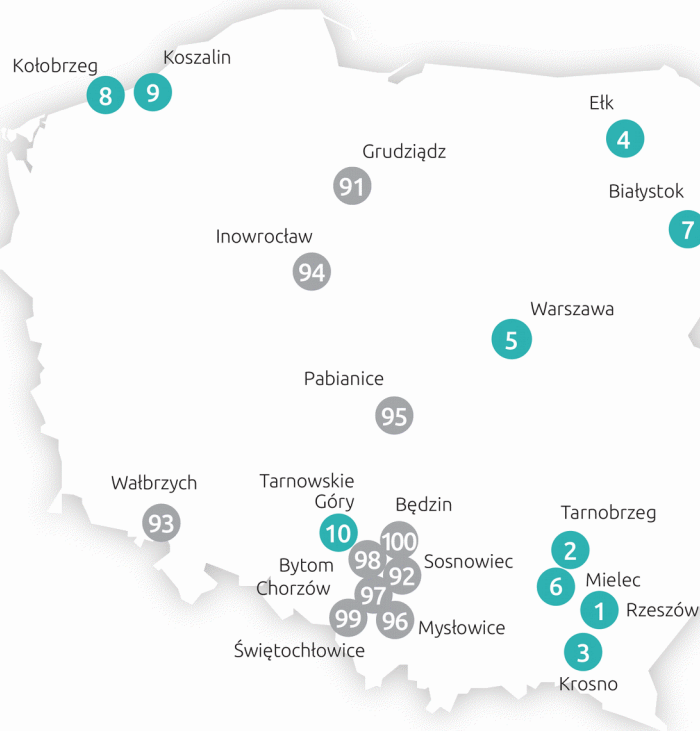 Koszalin
Kołobrzeg
8
9
Ełk
4
Grudziądz
91
Białystok
7
Inowrocław
94
Warszawa
5
Pabianice
95
Wałbrzych
93
Tarnowskie
Góry
10
Będzin
100
Tarnobrzeg
2
98
Bytom
Sosnowiec
92
Mielec
6
Chorzów
97
1
Rzeszów
99
96
Mysłowice
Świętochłowice
3
Krosno